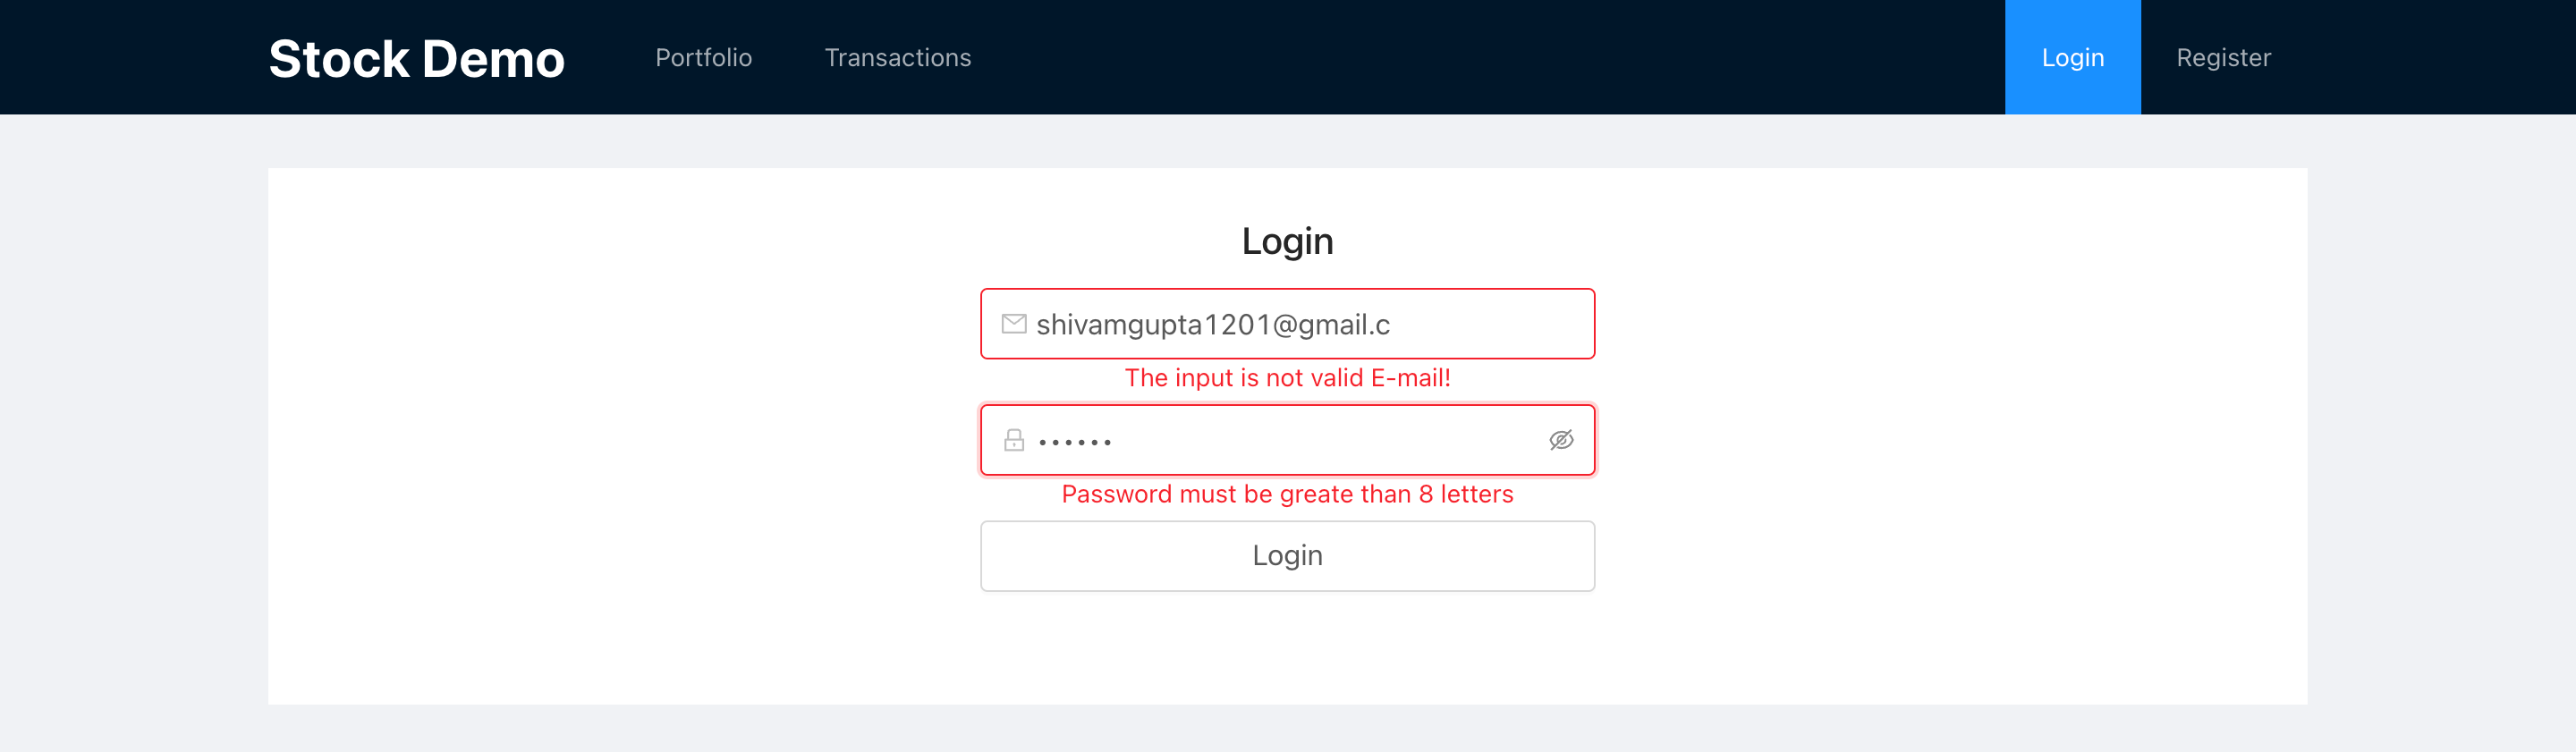 Stock Demo Portfolio Transactions Login Register
Login
shivamgupta1201@gmail.c
The input is not valid E-mail!
••••••
Password must be greate than 8 letters
Login